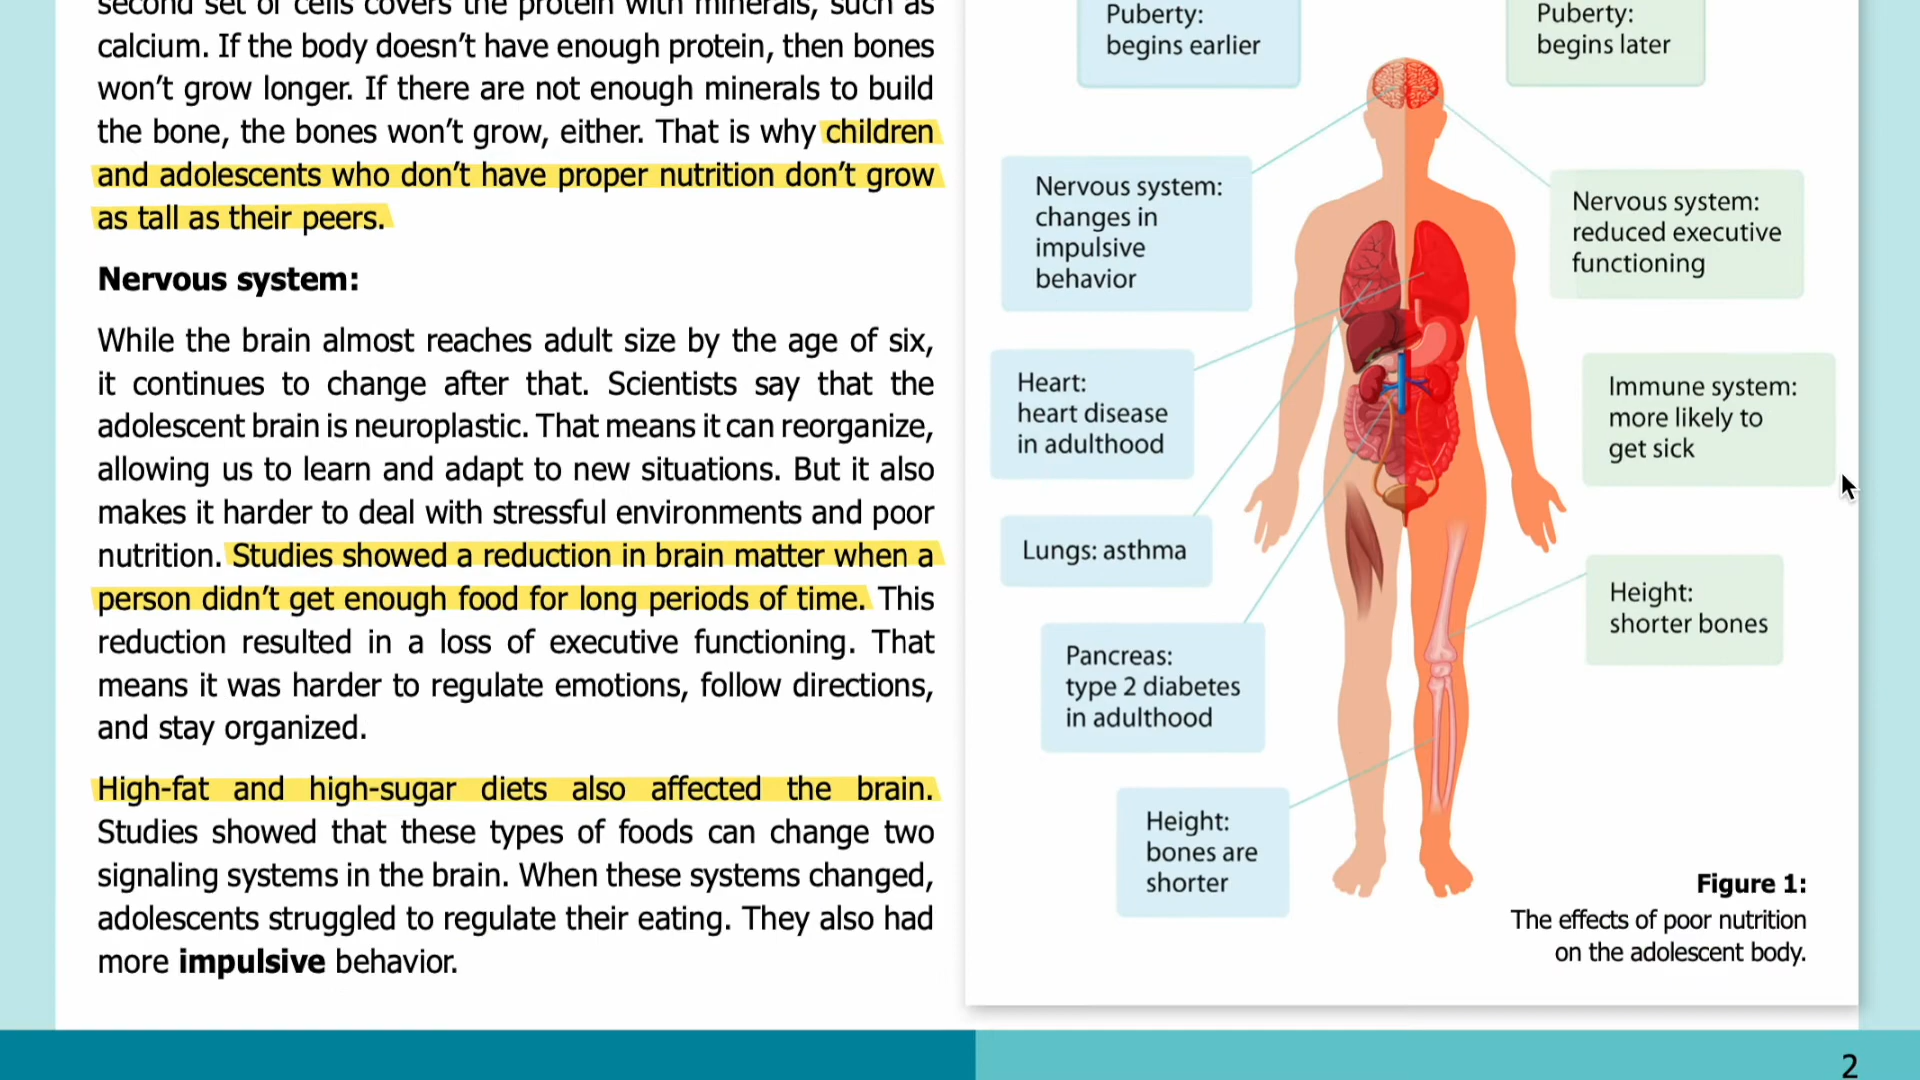 second set of cells covers the protein with minerals, such as
calcium. If the body doesn't have enough protein, then bones
won't grow longer. If there are not enough minerals to build
the bone, the bones won't grow, either. That is why children
and adolescents who don't have proper nutrition don't grow
as tall as their peers.
Nervous system:
While the brain almost reaches adult size by the age of six,
it continues to change after that. Scientists say that the
adolescent brain is neuroplastic. That means it can reorganize,
allowing us to learn and adapt to new situations. But it also
makes it harder to deal with stressful environments and poor
nutrition. Studies showed a reduction in brain matter when a
person didn't get enough food for long periods of time. This
reduction resulted in a loss of executive functioning. That
means it was harder to regulate emotions, follow directions,
and stay organized.
High-fat and high-sugar diets also affected the brain.
Studies showed that these types of foods can change two
signaling systems in the brain. When these systems changed,
adolescents struggled to regulate their eating. They also had
more impulsive behavior.
Puberty:
begins earlier
Puberty:
begins later
Nervous system:
changes in
impulsive
behavior
Nervous system:
reduced executive
functioning
Heart:
heart disease
in adulthood
Immune system:
more likely to
get sick
Lungs: asthma
Height:
shorter bones
Pancreas:
type 2 diabetes
in adulthood
Height:
bones are
shorter
Figure 1:
The effects of poor nutrition
on the adolescent body.
2